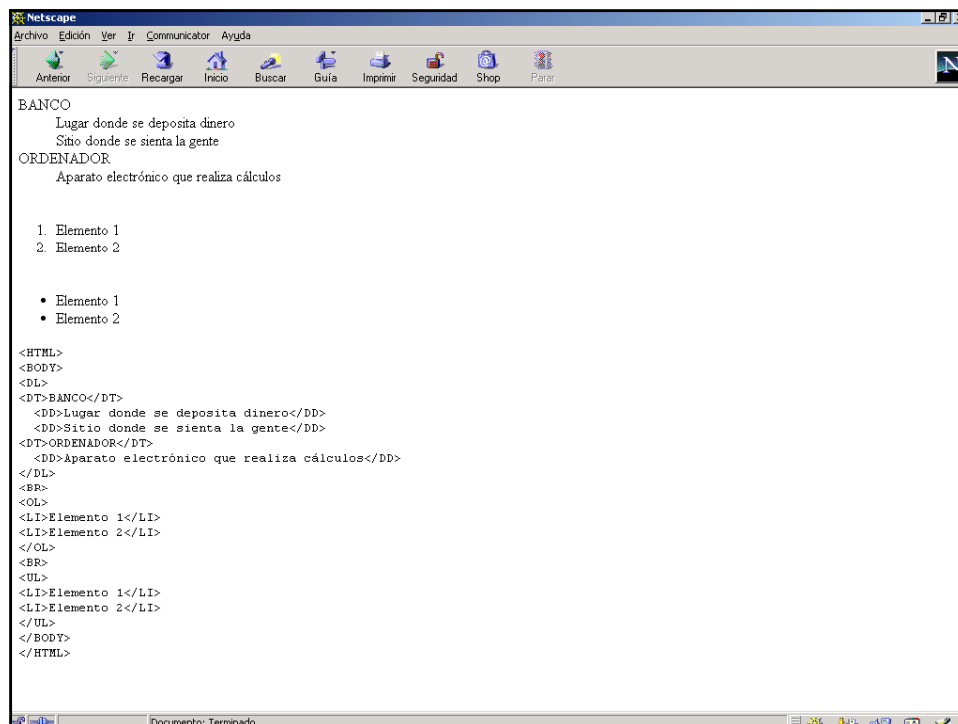 Netscape
Archivo Edición Ver Ir Communicator Ayuda
Anterior Siguiente Recargar Inicio Buscar Guía Imprimir Seguridad Shop Parar
N
BANCO
Lugar donde se deposita dinero
Sitio donde se sienta la gente
ORDENADOR
Aparato electrónico que realiza cálculos
1. Elemento 1
2. Elemento 2
• Elemento 1
• Elemento 2
<HTML>
<BODY>
<DL>
<DT>BANCO</DT>
<DD>Lugar donde se deposita dinero</DD>
<DD>Sitio donde se sienta la gente</DD>
<DT>ORDENADOR</DT>
<DD>Aparato electrónico que realiza cálculos</DD>
</DL>
<BR>
<OL>
<LI>Elemento 1</LI>
<LI>Elemento 2</LI>
</OL>
<BR>
<UL>
<LI>Elemento 1</LI>
<LI>Elemento 2</LI>
</UL>
</BODY>
</HTML>
Documento: Terminado